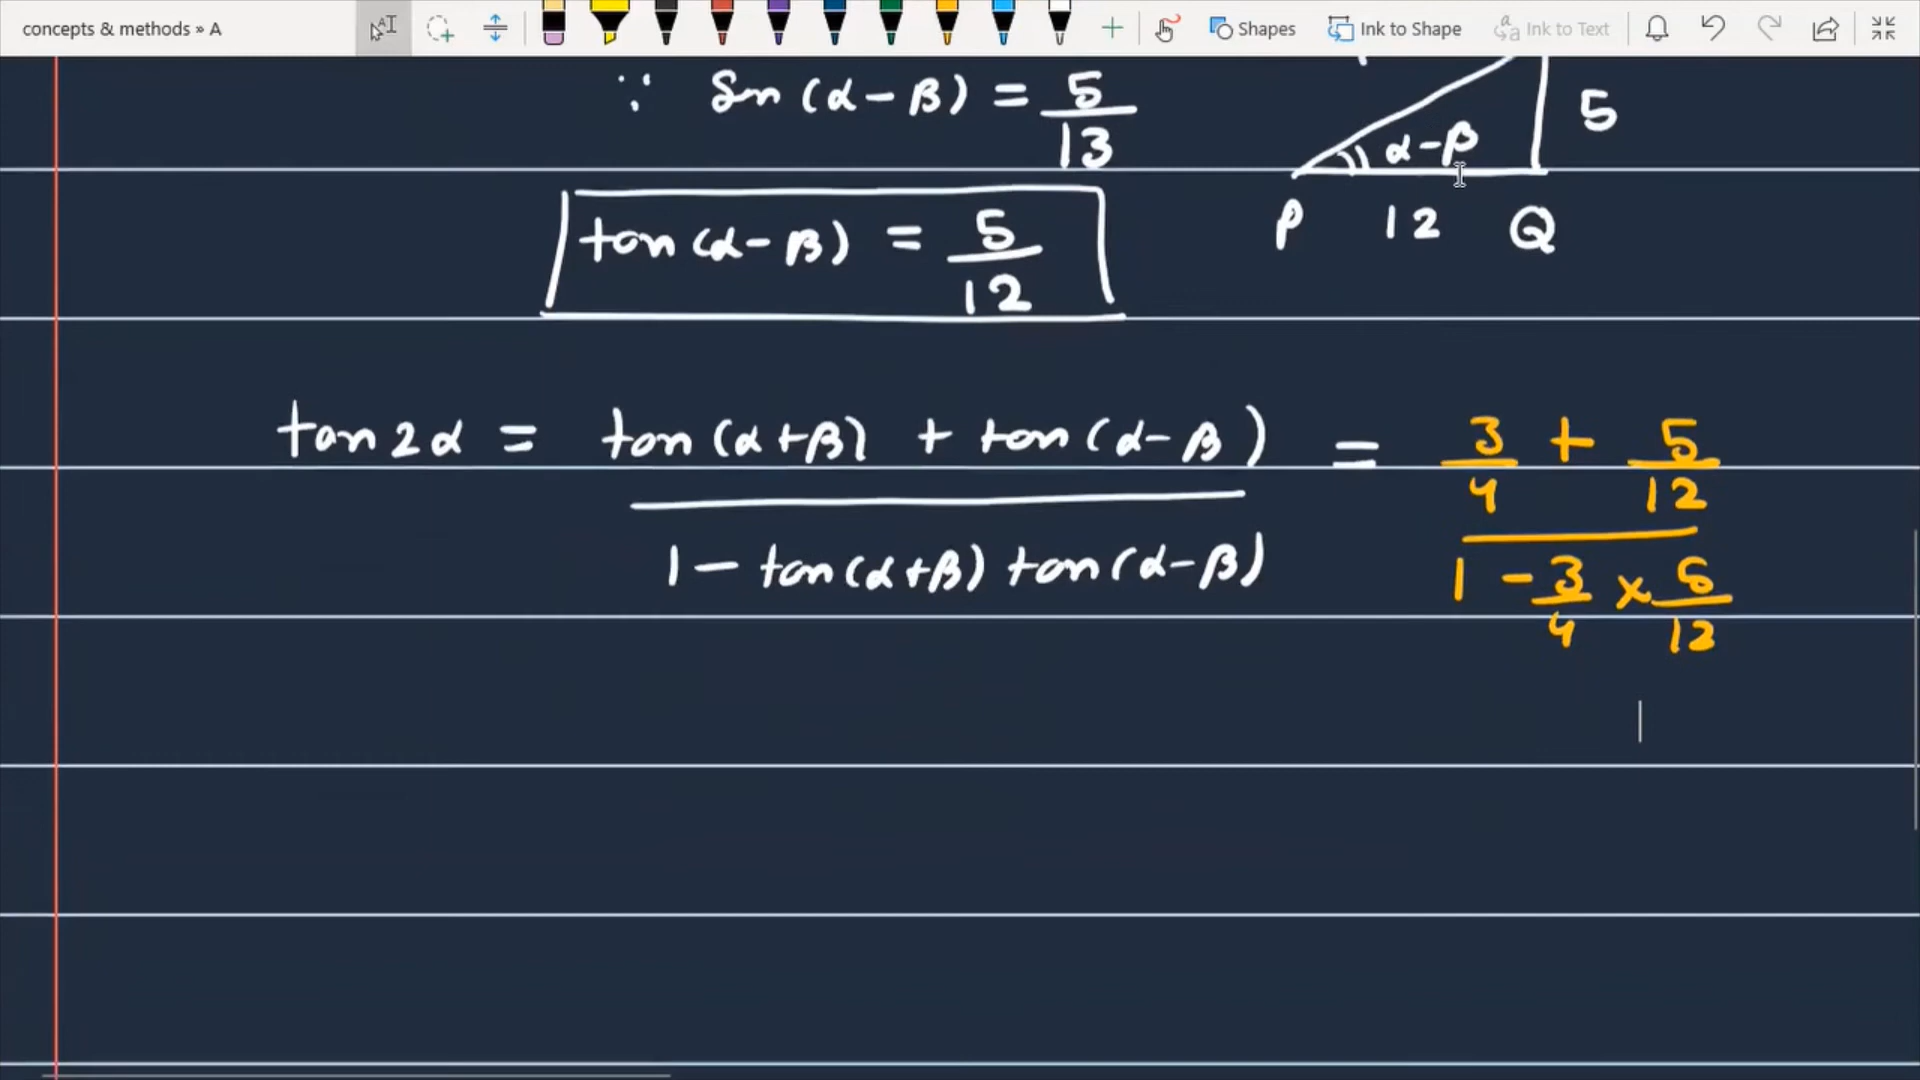 concepts & methods » A
Shapes
Ink to Shape
Ink to Text
∵ Sin (α – β) = 5/13
5
α-β
tan (α- β) = 5/12
P 12 Q
tan 2α = tan (α+β) + tan (α- β) / 1 – tan (α+β) tan (α-β) = 3/4 + 5/12 / 1 - 3/4 × 5/12